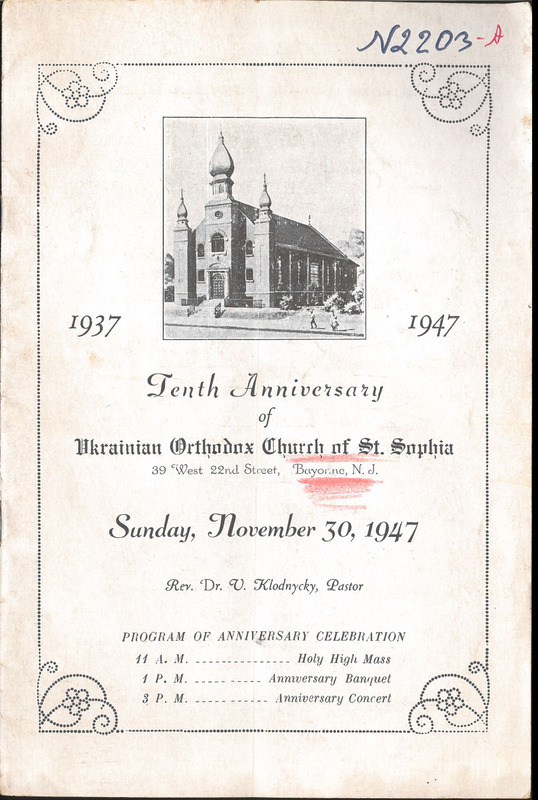 N2203-A
1937
1947
Tenth Anniversary
of
Ukrainian Orthodox Church of St. Sophia
39 West 22nd Street, Bayonne, N. J.
Sunday, November 30, 1947
Rev. Dr. V. Klodnycky, Pastor
PROGRAM OF ANNIVERSARY CELEBRATION
11 A. M. --------------- Holy High Mass
1 P. M. ----------- Anniversary Banquet
3 P. M. ----------- Anniversary Concert